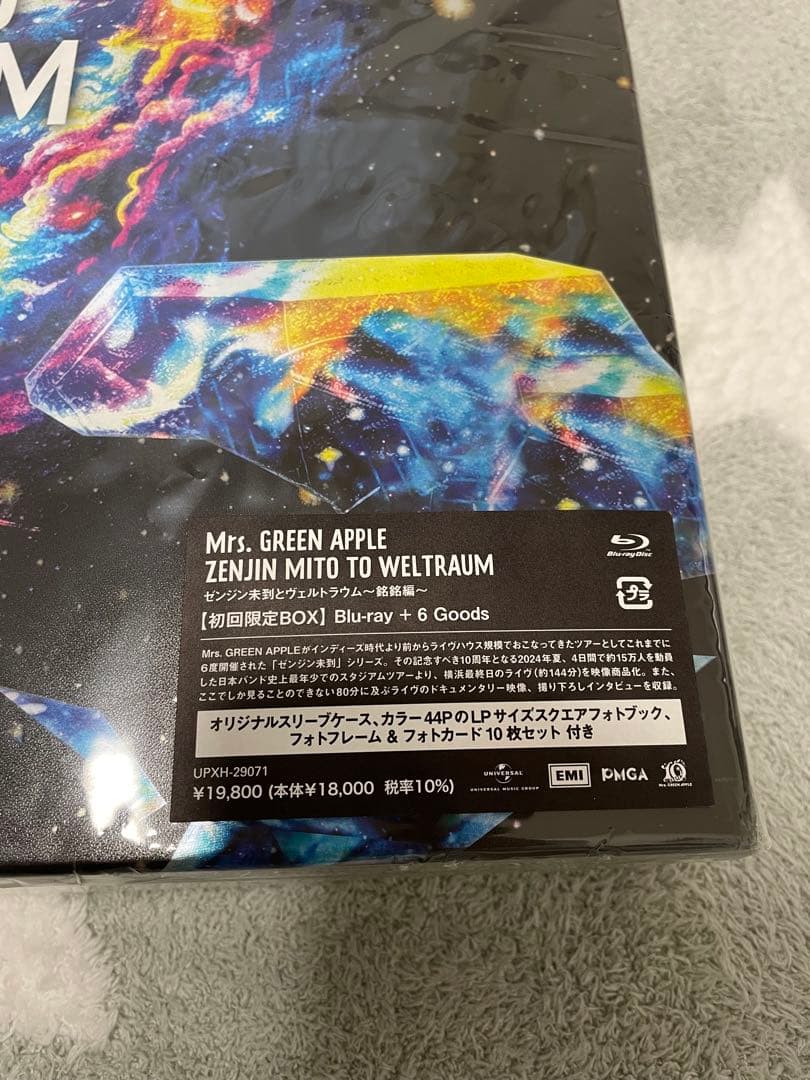 M
Mrs. GREEN APPLE
ZENJIN MITO TO WELTRAUM
ゼンジン未到とヴェルトラウム〜銘銘編〜
【初回限定BOX】 Blu-ray + 6 Goods
Blu-ray Disc
プラ
Mrs. GREEN APPLEがインディーズ時代より前からライヴハウス規模でおこなってきたツアーとしてこれまでに
6度開催された「ゼンジン未到」シリーズ。その記念すべき10周年となる2024年夏、4日間で約15万人を動員
した日本バンド史上最年少でのスタジアムツアーより、横浜最終日のライヴ(約144分)を映像商品化。また、
ここでしか見ることのできない80分に及ぶライヴのドキュメンタリー映像、撮り下ろしインタビューを収録。
オリジナルスリーブケース、カラー44PのLPサイズスクエアフォトブック、
フォトフレーム & フォトカード10枚セット 付き
UPXH-29071
¥19,800 (本体¥18,000 税率10%)
UNIVERSAL
UNIVERSAL MUSIC GROUP
EMI
PMGA
10
Mrs. GREEN APPLE